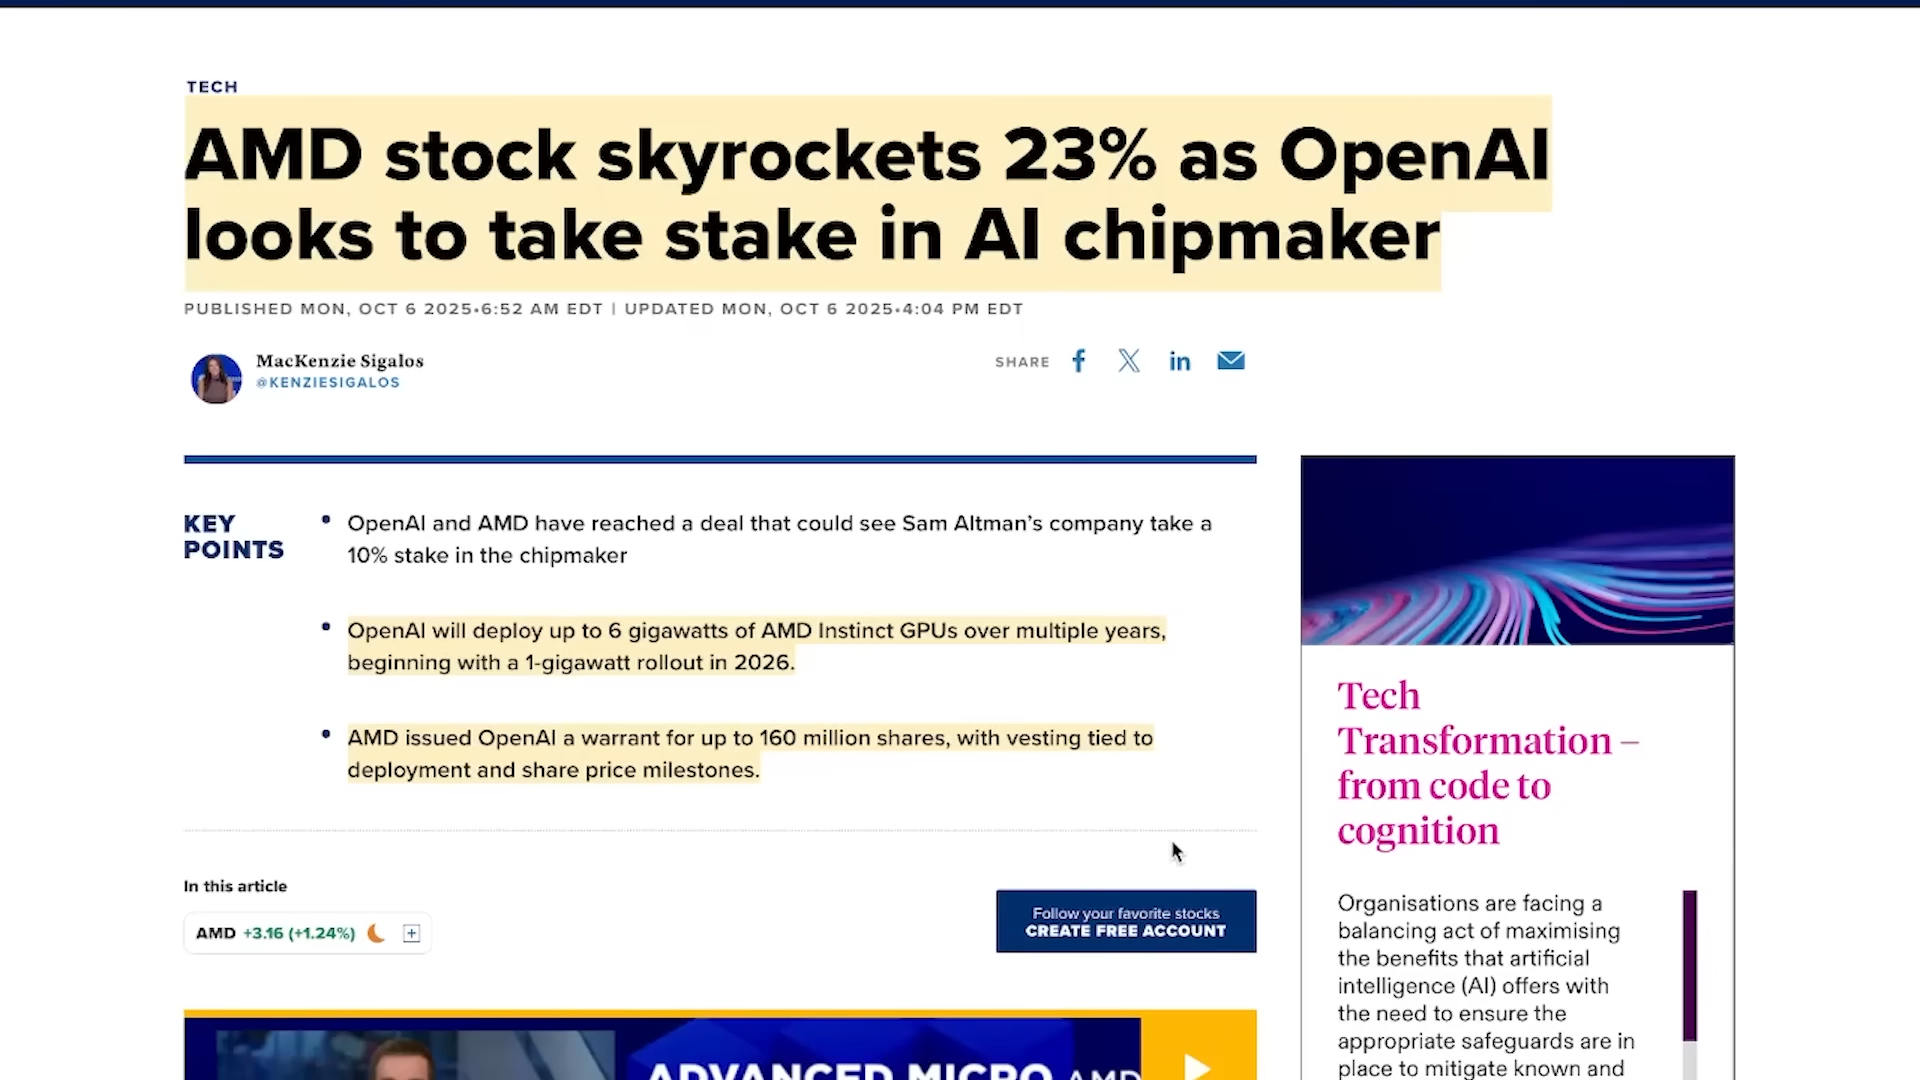 TECH
AMD stock skyrockets 23% as OpenAI
looks to take stake in AI chipmaker
PUBLISHED MON, OCT 6 2025•6:52 AM EDT | UPDATED MON, OCT 6 2025•4:04 PM EDT
MacKenzie Sigalos
@KENZIESIGALOS
SHARE
KEY
POINTS
• OpenAI and AMD have reached a deal that could see Sam Altman’s company take a
10% stake in the chipmaker
• OpenAI will deploy up to 6 gigawatts of AMD Instinct GPUs over multiple years,
beginning with a 1-gigawatt rollout in 2026.
• AMD issued OpenAI a warrant for up to 160 million shares, with vesting tied to
deployment and share price milestones.
In this article
AMD +3.16 (+1.24%)
Follow your favorite stocks
CREATE FREE ACCOUNT
ADVANCED MICRO AMD
Tech
Transformation –
from code to
cognition
Organisations are facing a
balancing act of maximising
the benefits that artificial
intelligence (AI) offers with
the need to ensure the
appropriate safeguards are in
place to mitigate known and